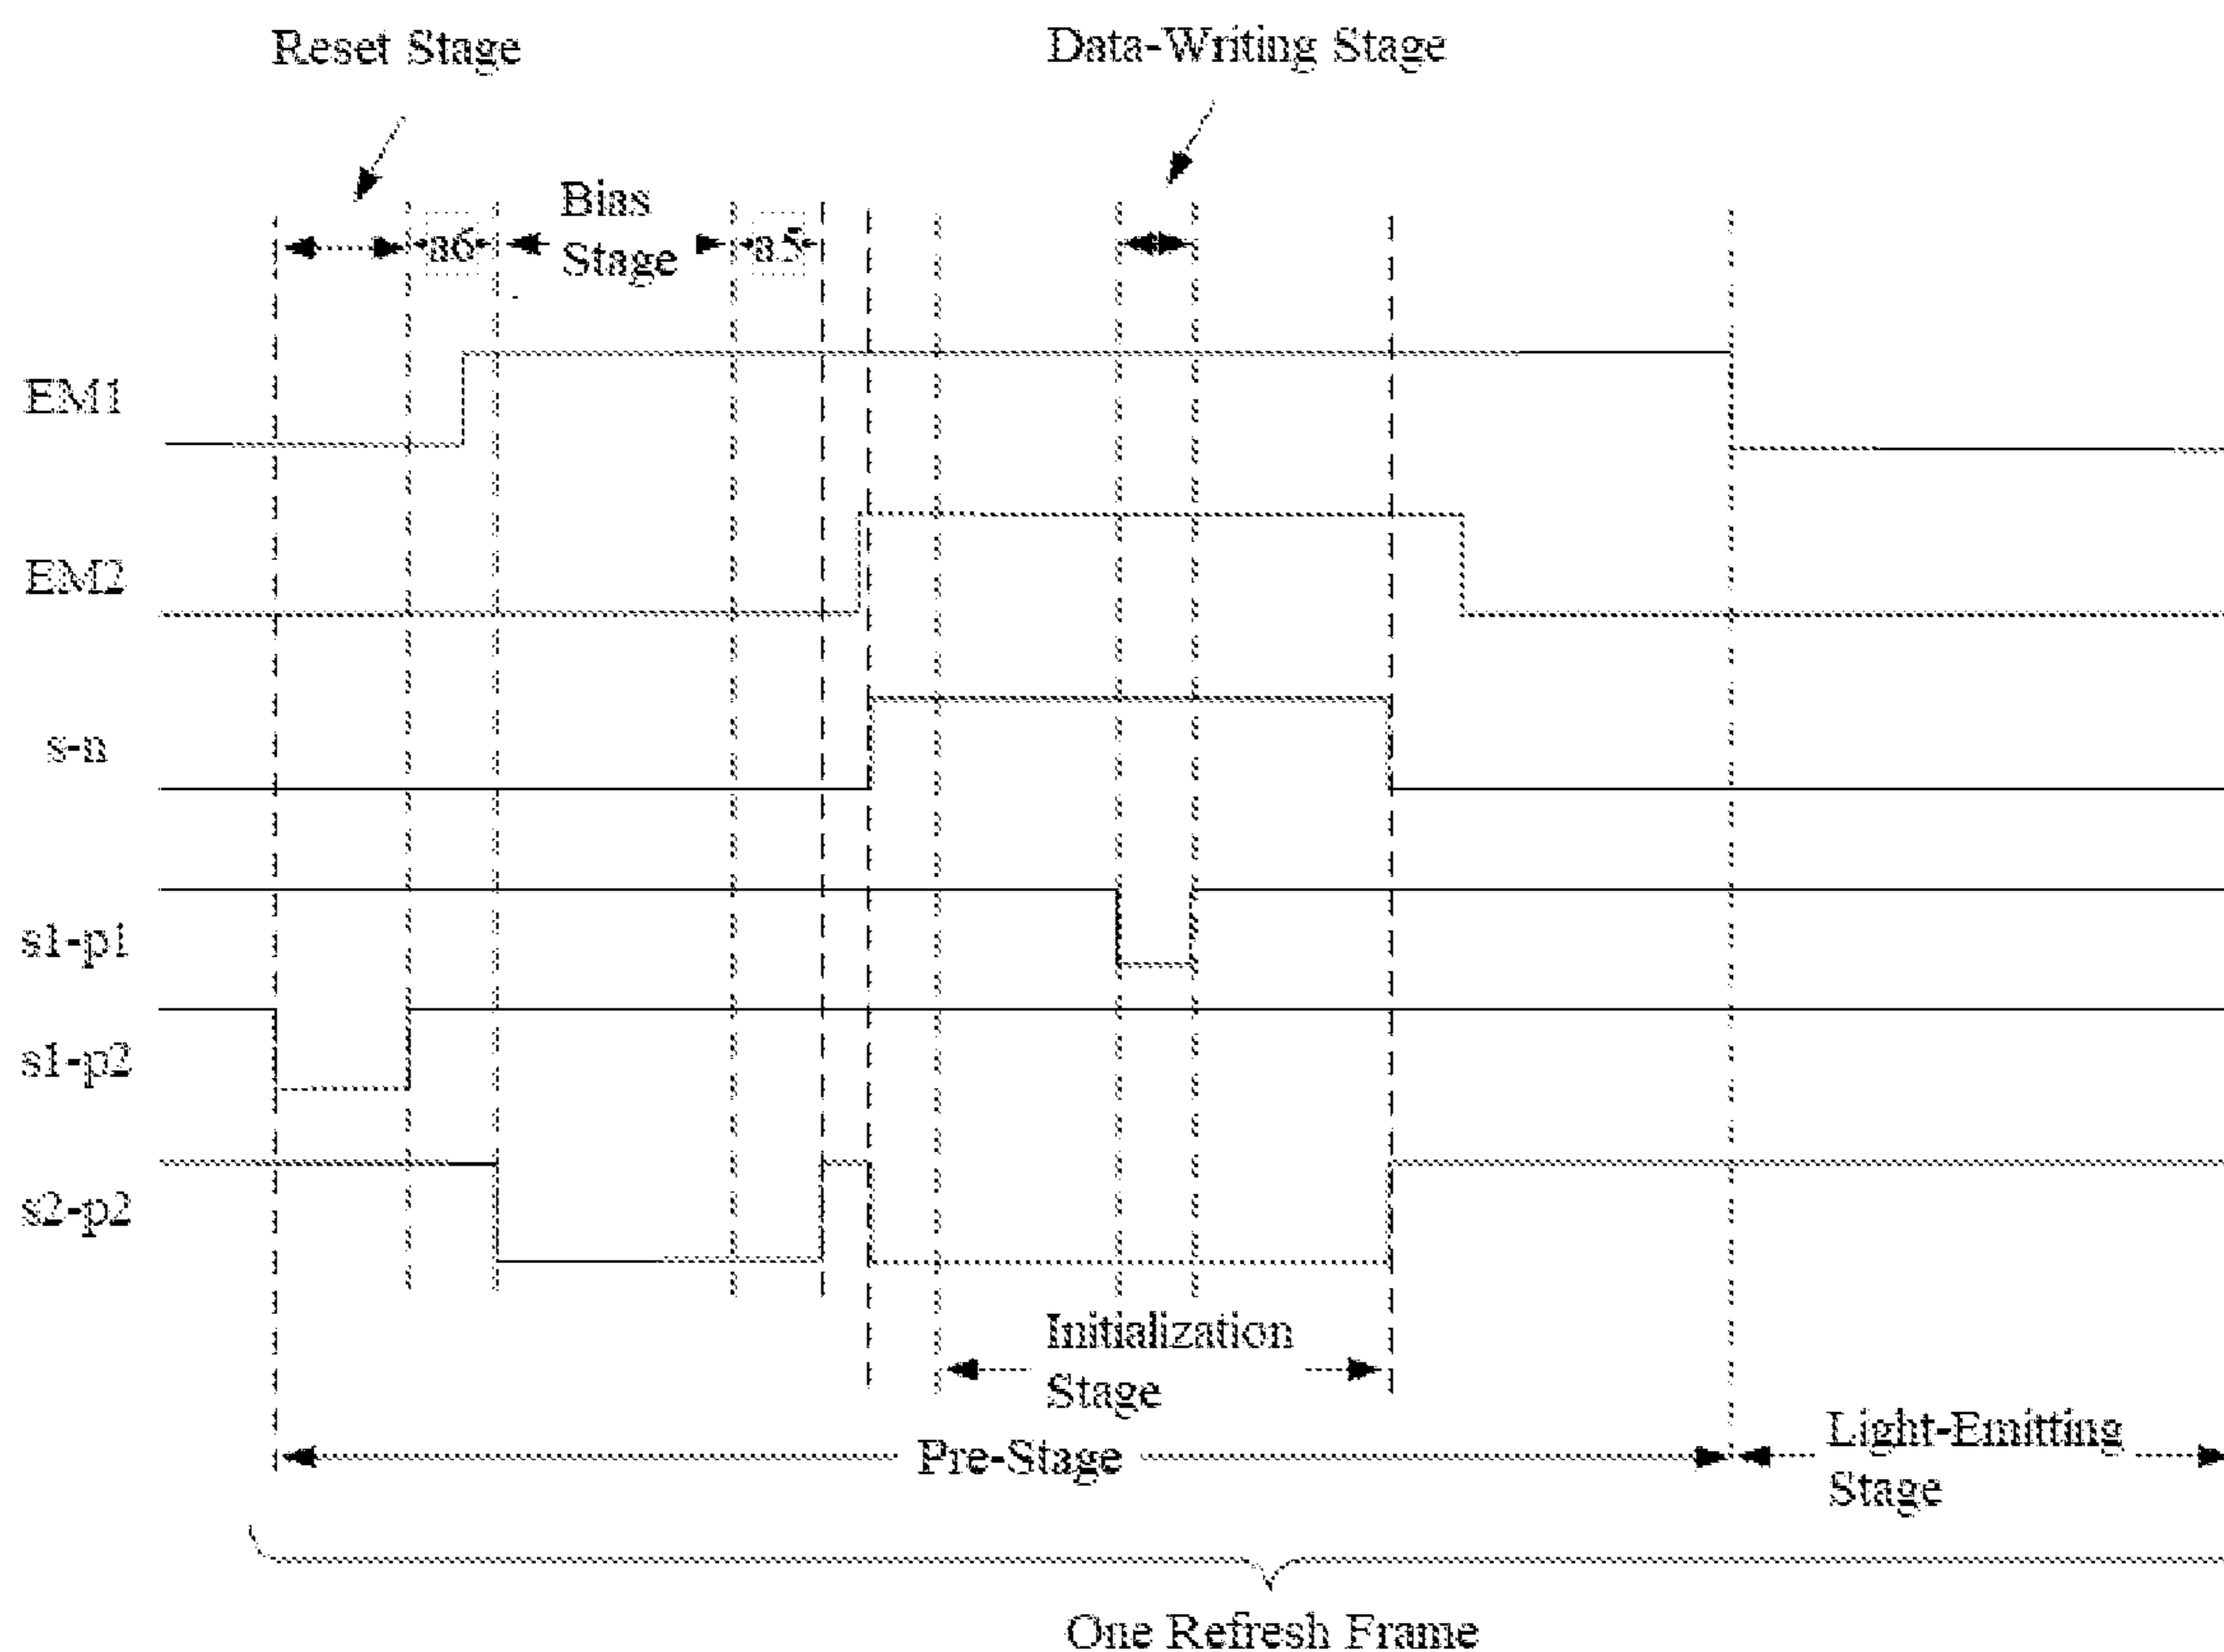 Reset Stage
Data-Writing Stage
a6
Bias
Stage
a5
EM1
EM2
s-n
s1-p1
s1-p2
s2-p2
Initialization
Stage
Pre-Stage
Light-Emitting
Stage
One Refresh Frame